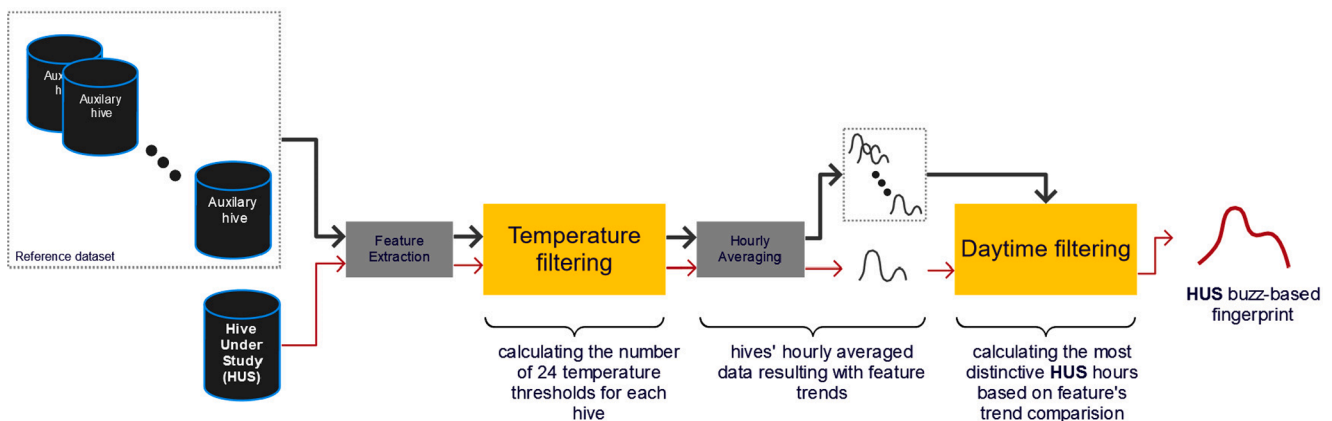 Auxilary
hive
Auxilary
hive
Reference dataset
Hive
Under
Study
(HUS)
Feature
Extraction
Temperature
filtering
Hourly
Averaging
Daytime filtering
HUS buzz-based
fingerprint
calculating the number
of 24 temperature
thresholds for each
hive
hives' hourly averaged
data resulting with feature
trends
calculating the most
distinctive HUS hours
based on feature's
trend comparision